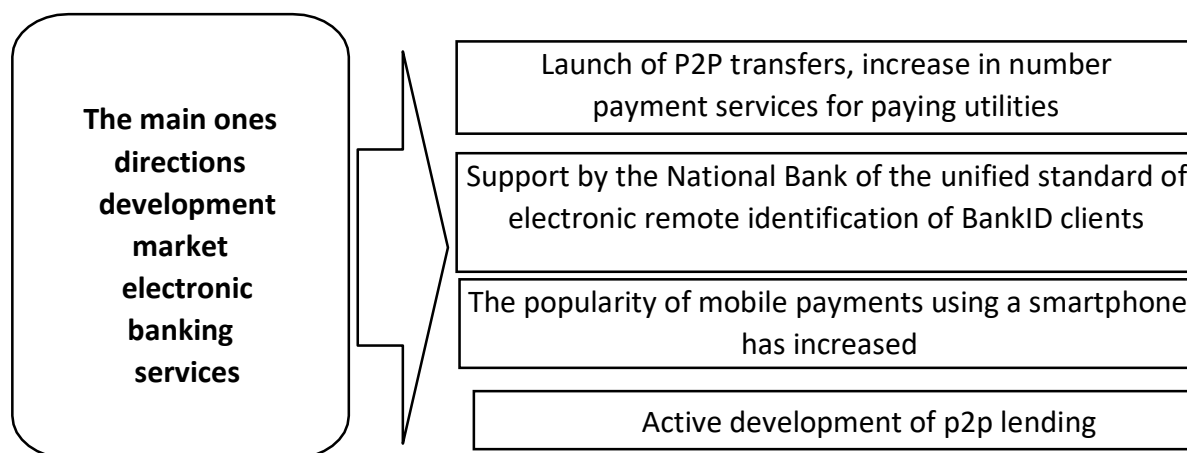 The main ones
directions
development
market
electronic
banking
services
Launch of P2P transfers, increase in number
payment services for paying utilities
Support by the National Bank of the unified standard of
electronic remote identification of BankID clients
The popularity of mobile payments using a smartphone
has increased
Active development of p2p lending